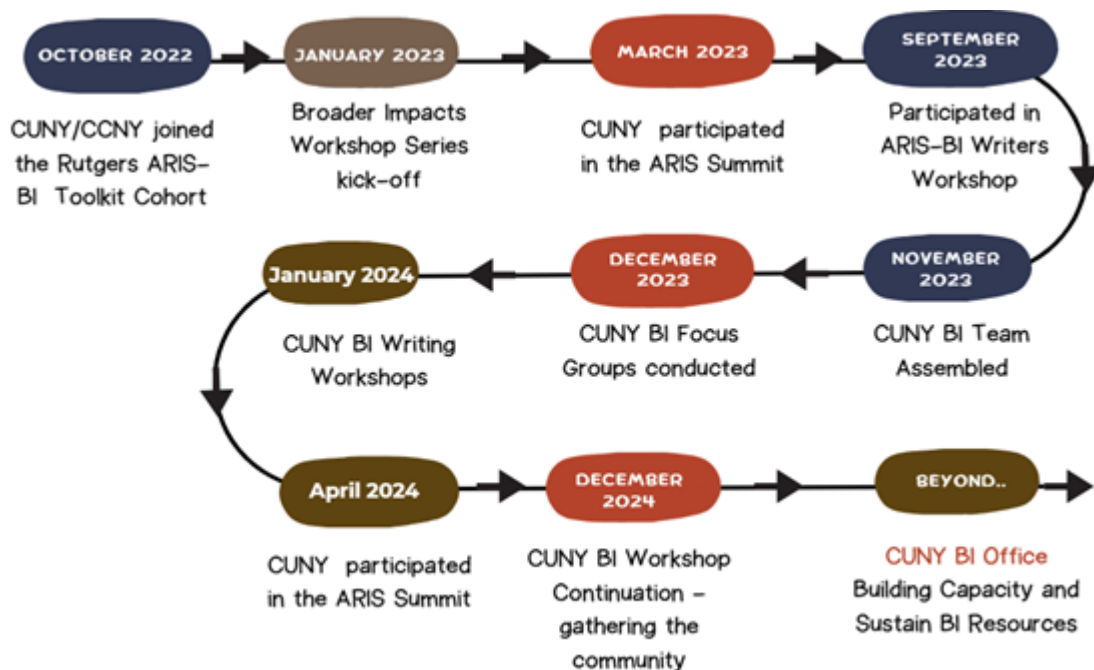 OCTOBER 2022
CUNY/CCNY joined
the Rutgers ARIS-
BI Toolkit Cohort
JANUARY 2023
Broader Impacts
Workshop Series
kick-off
MARCH 2023
CUNY participated
in the ARIS Summit
SEPTEMBER
2023
Participated in
ARIS-BI Writers
Workshop
NOVEMBER
2023
CUNY BI Team
Assembled
DECEMBER
2023
CUNY BI Focus
Groups conducted
January 2024
CUNY BI Writing
Workshops
April 2024
CUNY participated
in the ARIS Summit
DECEMBER
2024
CUNY BI Workshop
Continuation -
gathering the
community
BEYOND..
CUNY BI Office
Building Capacity and
Sustain BI Resources